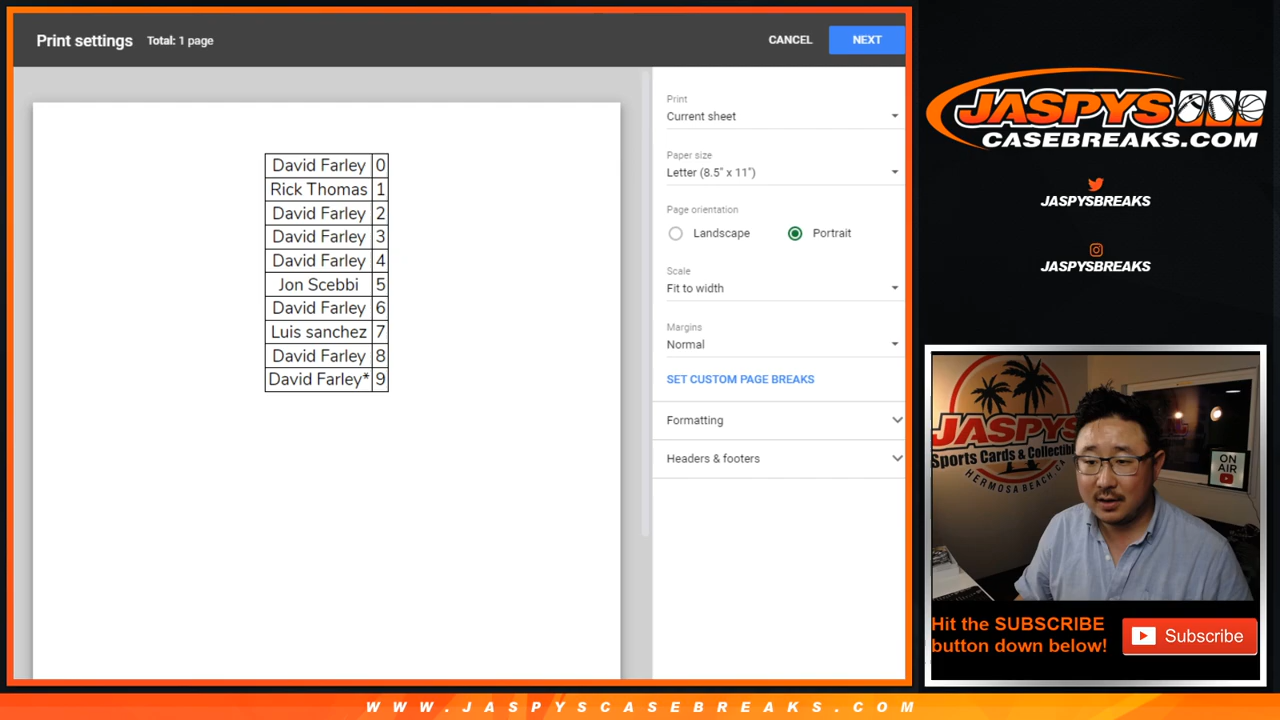 Print settings Total: 1 page CANCEL NEXT
David Farley 0
Rick Thomas 1
David Farley 2
David Farley 3
David Farley 4
Jon Scebbi 5
David Farley 6
Luis sanchez 7
David Farley 8
David Farley* 9
Print
Current sheet
Paper size
Letter (8.5" x 11")
Page orientation
Landscape Portrait
Scale
Fit to width
Margins
Normal
SET CUSTOM PAGE BREAKS
Formatting
Headers & footers
JASPYS
CASEBREAKS.COM
JASPYSBREAKS
JASPYSBREAKS
JASPYS
Sports Cards & Collectibl
HERMOSA BEACH, CA
ON
AIR
Hit the SUBSCRIBE
button down below!
Subscribe
WWW.JASPYSCASEBREAKS.COM